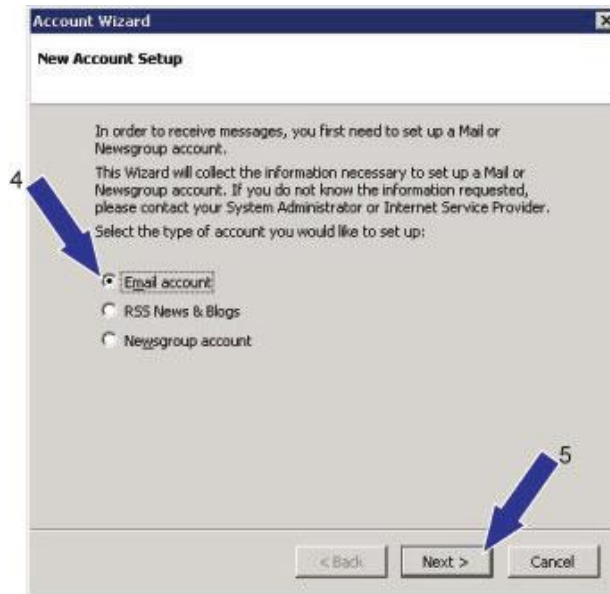 Account Wizard
New Account Setup
In order to receive messages, you first need to set up a Mail or
Newsgroup account.
This Wizard will collect the information necessary to set up a Mail or
Newsgroup account. If you do not know the information requested,
please contact your System Administrator or Internet Service Provider.
4
Select the type of account you would like to set up:
Email account
RSS News & Blogs
Newsgroup account
5
< Back Next > Cancel